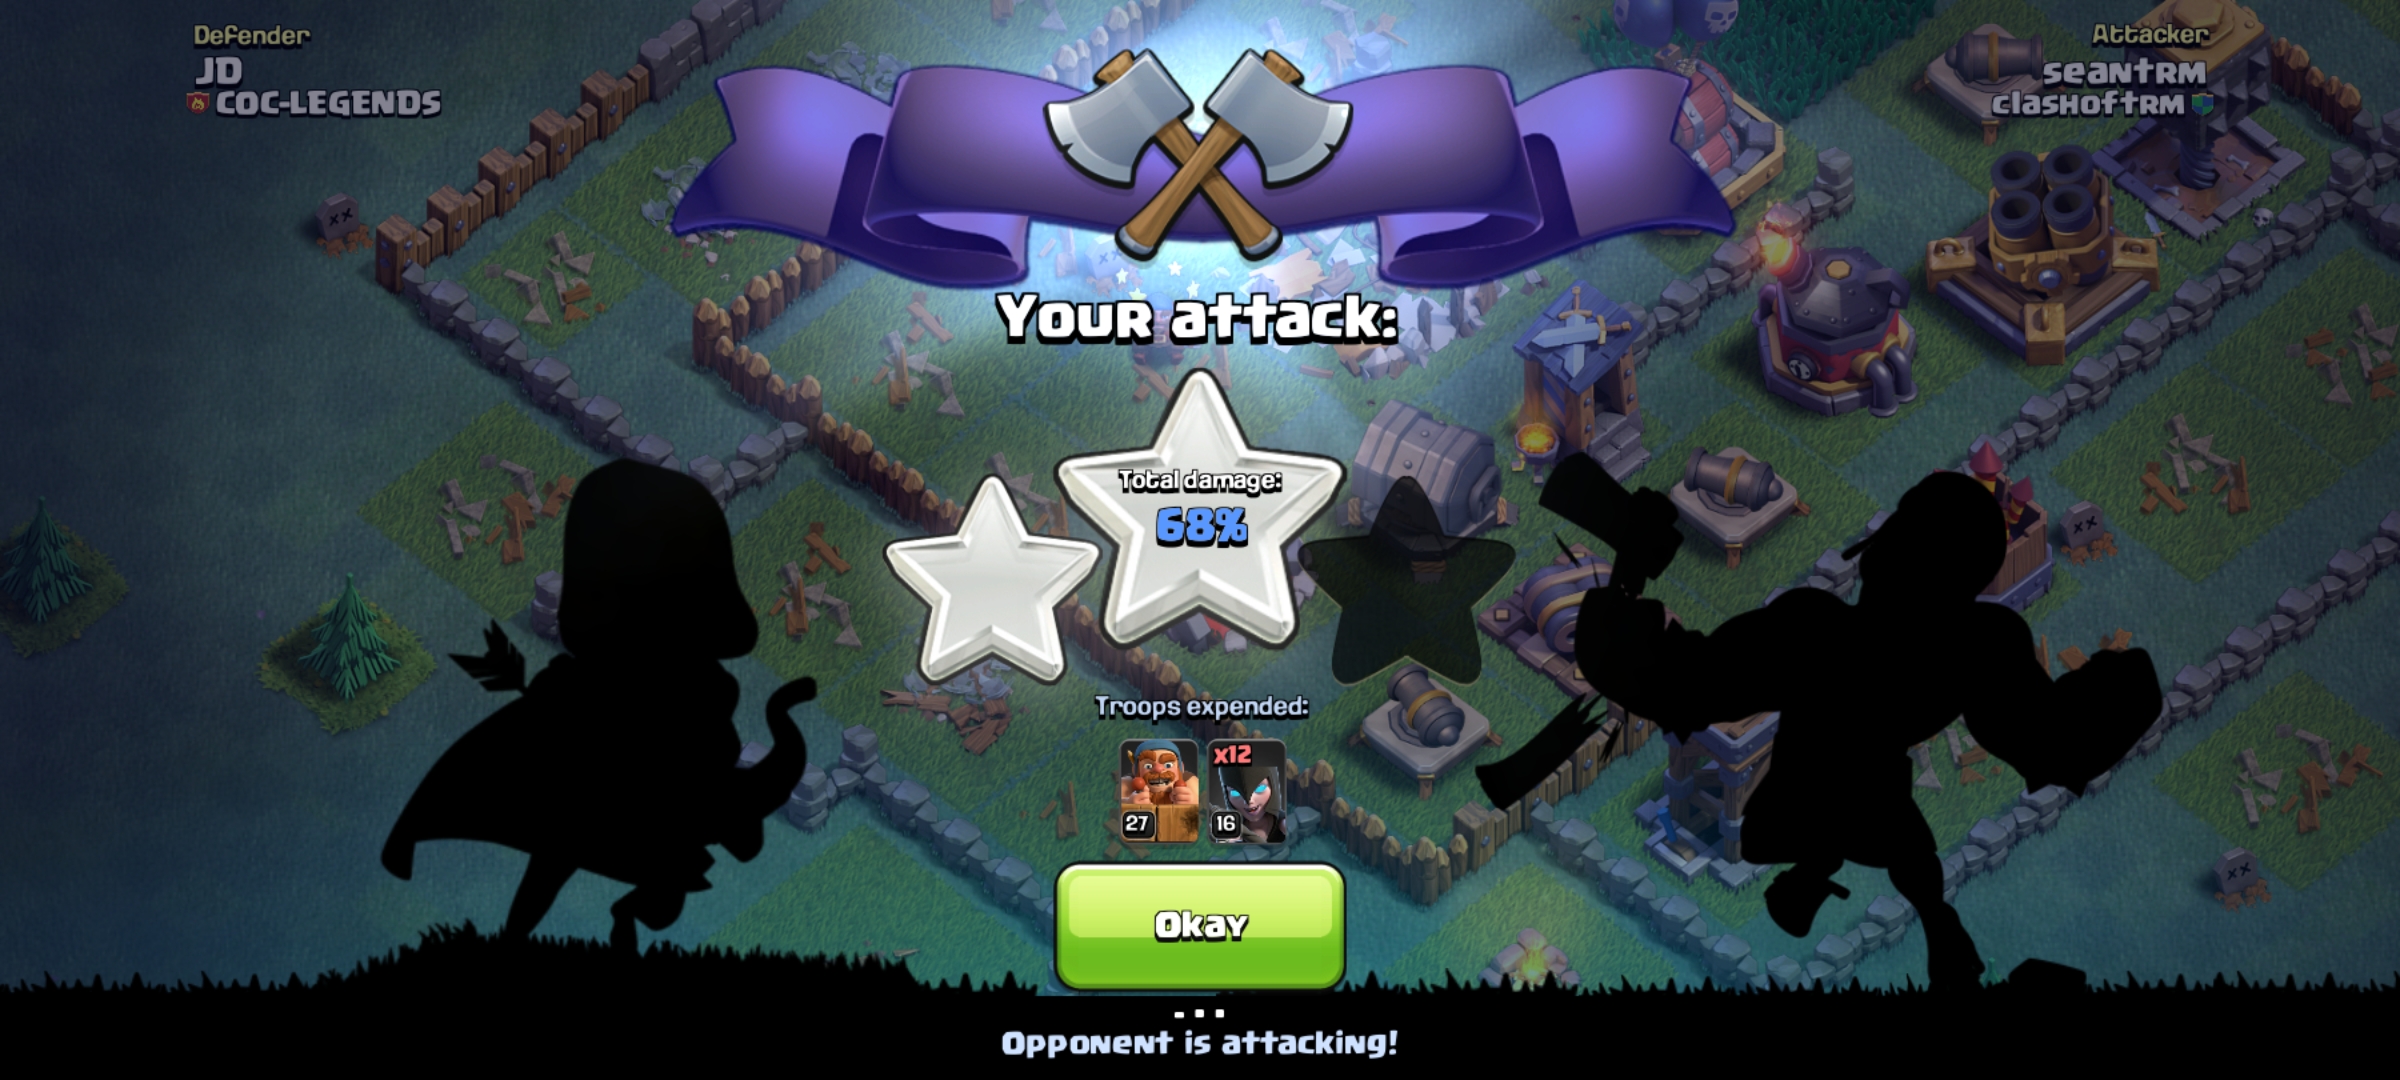 Defender
JD
COC-LEGENDS
Attacker
seantRM
clashoftRM
Your attack:
Total damage:
68%
Troops expended:
x12
27
16
Okay
...
Opponent is attacking!